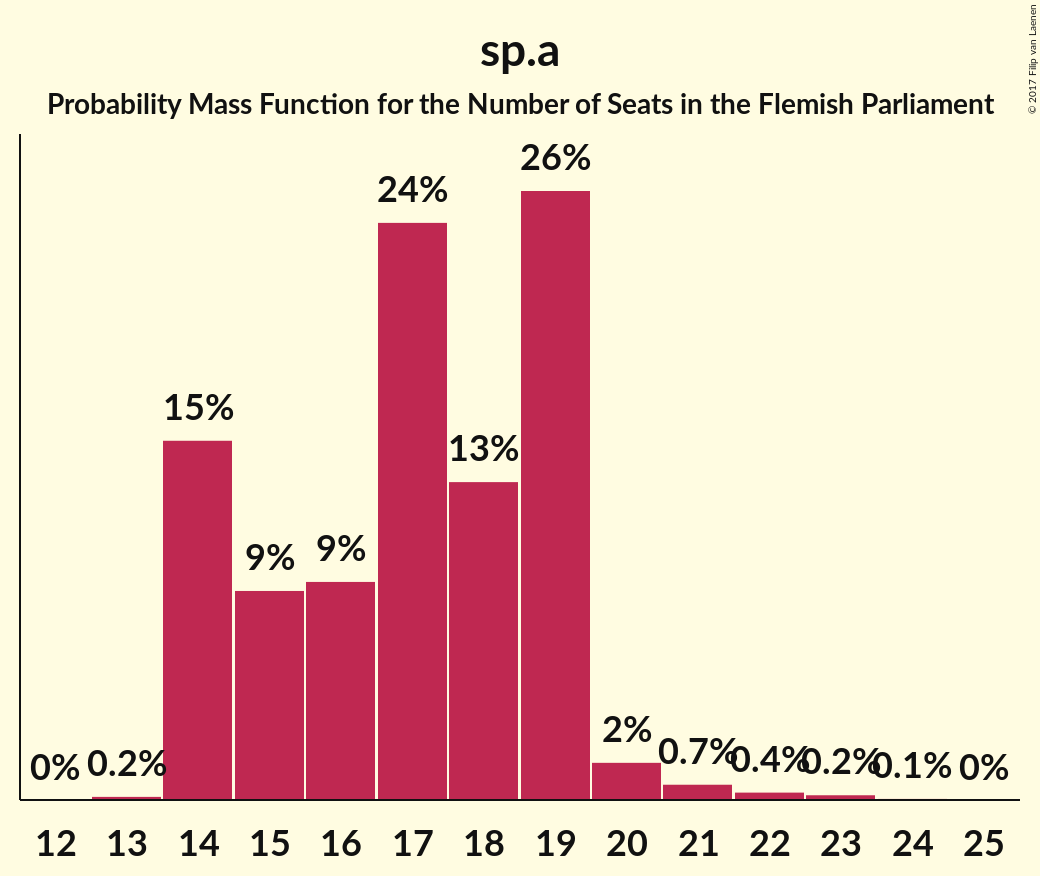 sp.a
Probability Mass Function for the Number of Seats in the Flemish Parliament
© 2017 Filip van Laenen
0% 0.2% 15% 9% 9% 24% 13% 26% 2% 0.7% 0.4% 0.2% 0.1% 0%
12 13 14 15 16 17 18 19 20 21 22 23 24 25